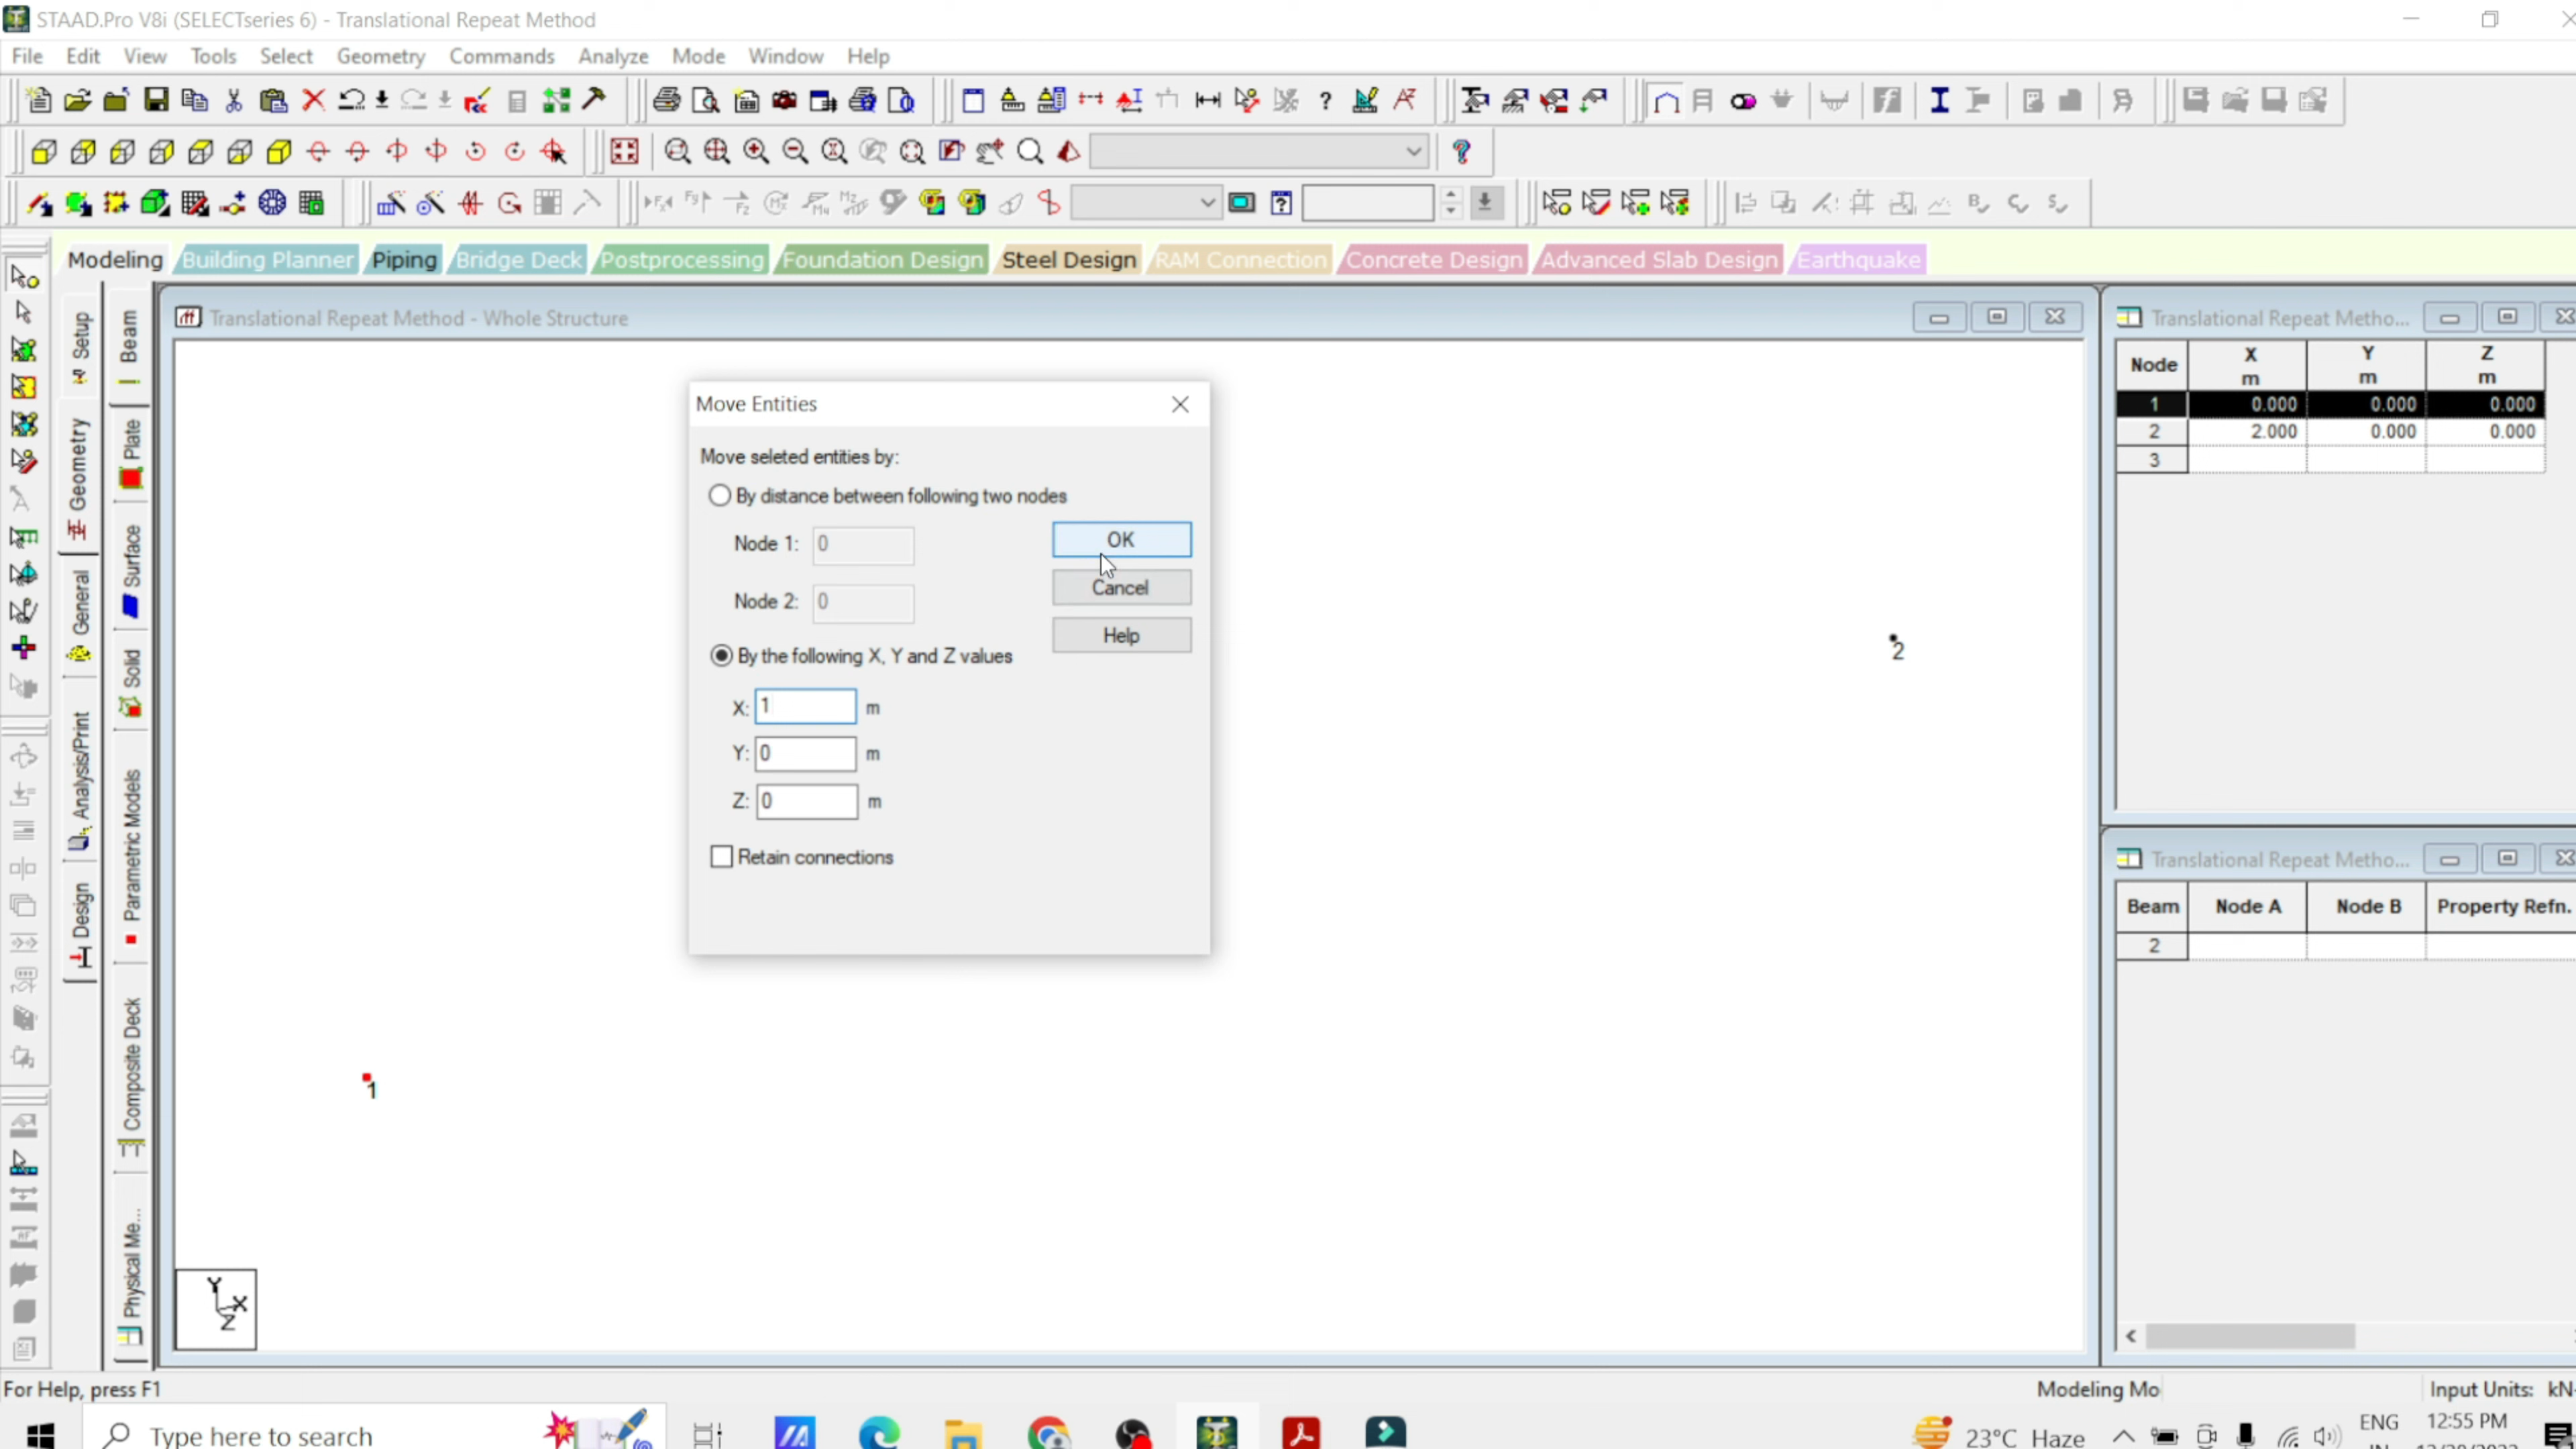 STAAD.Pro V8i (SELECTseries 6) - Translational Repeat Method
File Edit View Tools Select Geometry Commands Analyze Mode Window Help
Modeling Building Planner Piping Bridge Deck Postprocessing Foundation Design Steel Design RAM Connection Concrete Design Advanced Slab Design Earthquake
Setup
Geometry
General
Analysis/Print
Design
Beam
Plate
Surface
Solid
Parametric Models
Composite Deck
Physical Me...
Translational Repeat Method - Whole Structure
Move Entities
Move seleted entities by:
By distance between following two nodes
Node 1: 0
Node 2: 0
OK
Cancel
Help
By the following X, Y and Z values
X: 1 m
Y: 0 m
Z: 0 m
Retain connections
1
2
Y
X
Z
Translational Repeat Metho...
Node X m Y m Z m
1 0.000 0.000 0.000
2 2.000 0.000 0.000
3
Translational Repeat Metho...
Beam Node A Node B Property Refn.
2
For Help, press F1
Modeling Mo
Input Units: kN
Type here to search
23°C Haze
ENG
12:55 PM